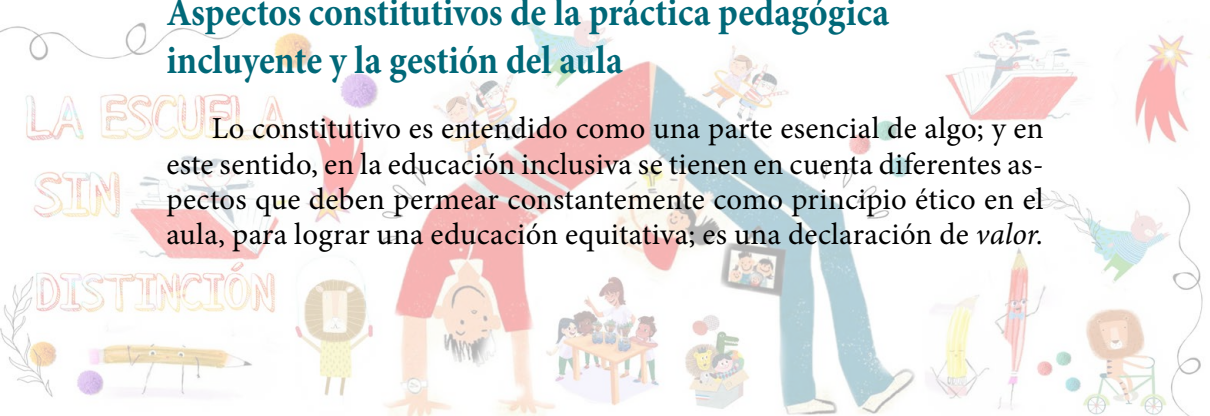 Aspectos constitutivos de la práctica pedagógica
incluyente y la gestión del aula
LA ESCUELA
SIN
DISTINCIÓN
Lo constitutivo es entendido como una parte esencial de algo; y en
este sentido, en la educación inclusiva se tienen en cuenta diferentes as-
pectos que deben permear constantemente como principio ético en el
aula, para lograr una educación equitativa; es una declaración de valor.